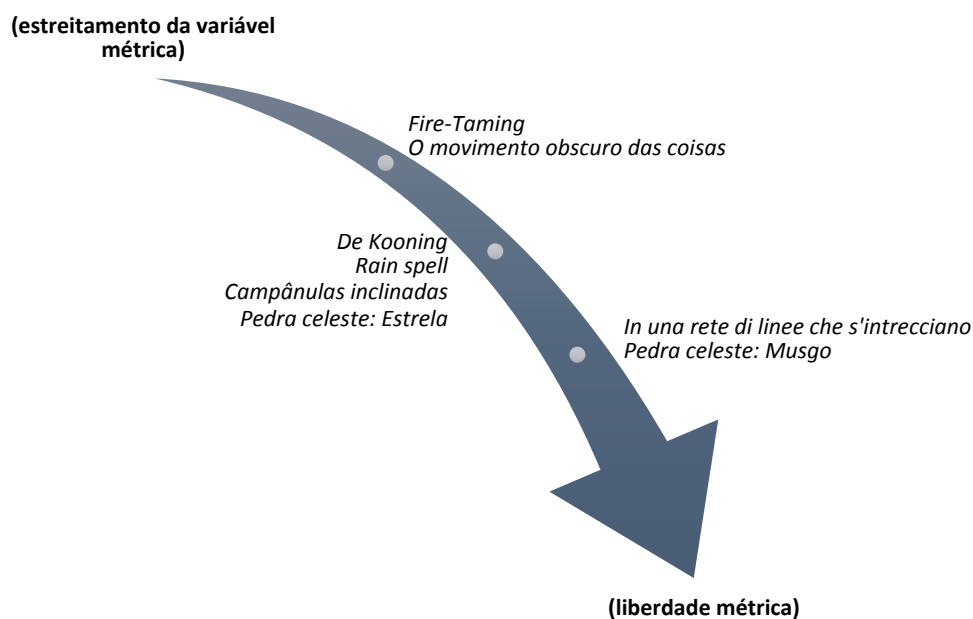 (estreitamento da variável
métrica)
Fire-Taming
O movimento obscuro das coisas
De Kooning
Rain spell
Campânulas inclinadas
Pedra celeste: Estrela
In una rete di linee che s'intrecciano
Pedra celeste: Musgo
(liberdade métrica)